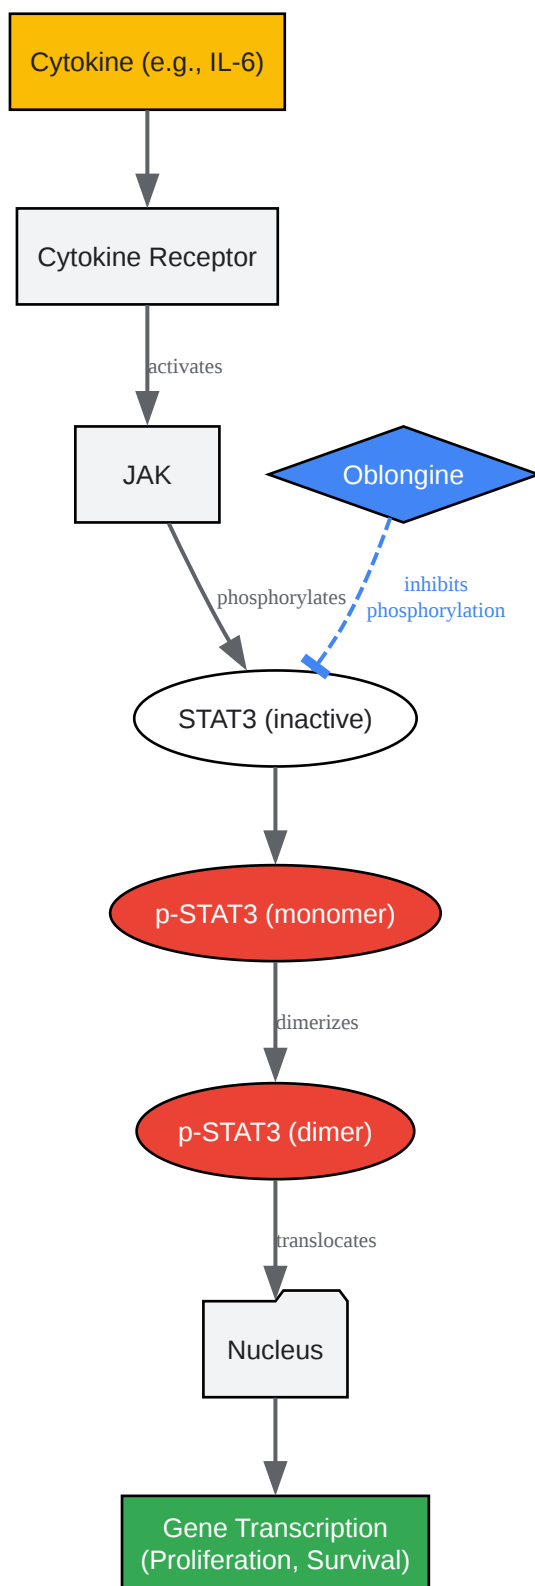 Cytokine (e.g., IL-6)
Cytokine Receptor
activates
JAK
Oblongine
phosphorylates
inhibits
phosphorylation
STAT3 (inactive)
p-STAT3 (monomer)
dimerizes
p-STAT3 (dimer)
translocates
Nucleus
Gene Transcription
(Proliferation, Survival)